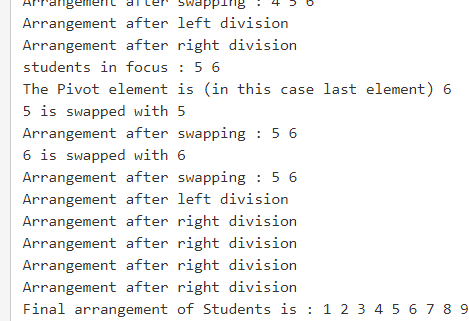 Arrangement after swapping : 4 5 6
Arrangement after left division
Arrangement after right division
students in focus : 5 6
The Pivot element is (in this case last element) 6
5 is swapped with 5
Arrangement after swapping : 5 6
6 is swapped with 6
Arrangement after swapping : 5 6
Arrangement after left division
Arrangement after right division
Arrangement after right division
Arrangement after right division
Arrangement after right division
Final arrangement of Students is : 1 2 3 4 5 6 7 8 9